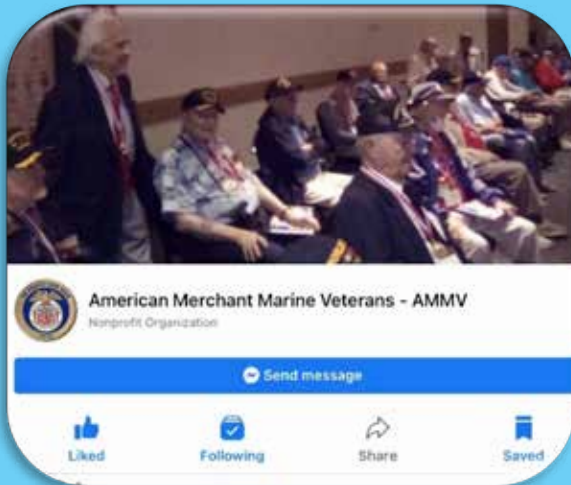 American Merchant Marine Veterans - AMMV
Nonprofit Organization
Send message
Liked
Following
Share
Saved